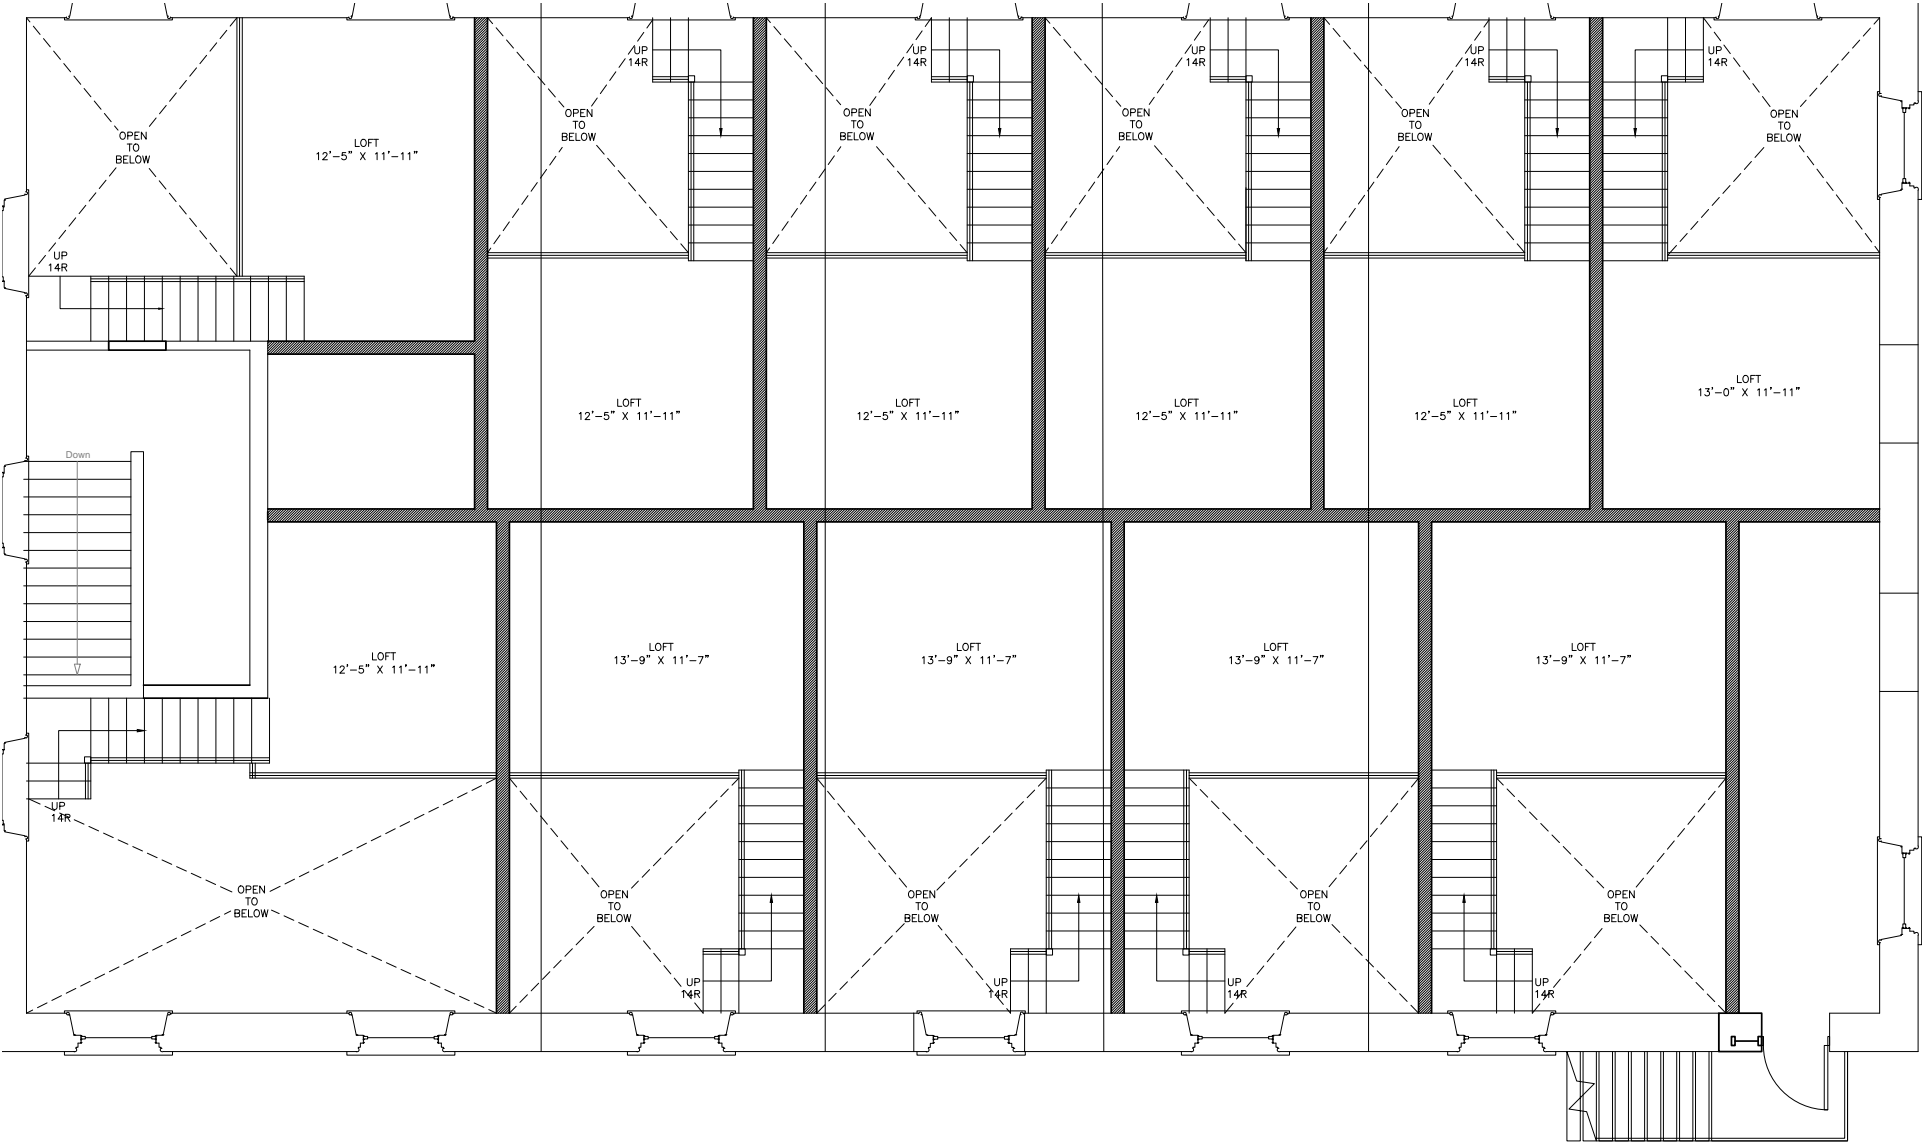 UP
14R
UP
14R
UP
14R
UP
14R
UP
14R
OPEN
TO
BELOW
OPEN
TO
BELOW
OPEN
TO
BELOW
OPEN
TO
BELOW
OPEN
TO
BELOW
OPEN
TO
BELOW
LOFT
12'-5" X 11'-11"
UP
14R
LOFT
12'-5" X 11'-11"
LOFT
12'-5" X 11'-11"
LOFT
12'-5" X 11'-11"
LOFT
12'-5" X 11'-11"
LOFT
13'-0" X 11'-11"
Down
LOFT
12'-5" X 11'-11"
LOFT
13'-9" X 11'-7"
LOFT
13'-9" X 11'-7"
LOFT
13'-9" X 11'-7"
LOFT
13'-9" X 11'-7"
UP
14R
OPEN
TO
BELOW
OPEN
TO
BELOW
OPEN
TO
BELOW
OPEN
TO
BELOW
OPEN
TO
BELOW
UP
14R
UP
14R
UP
14R
UP
14R